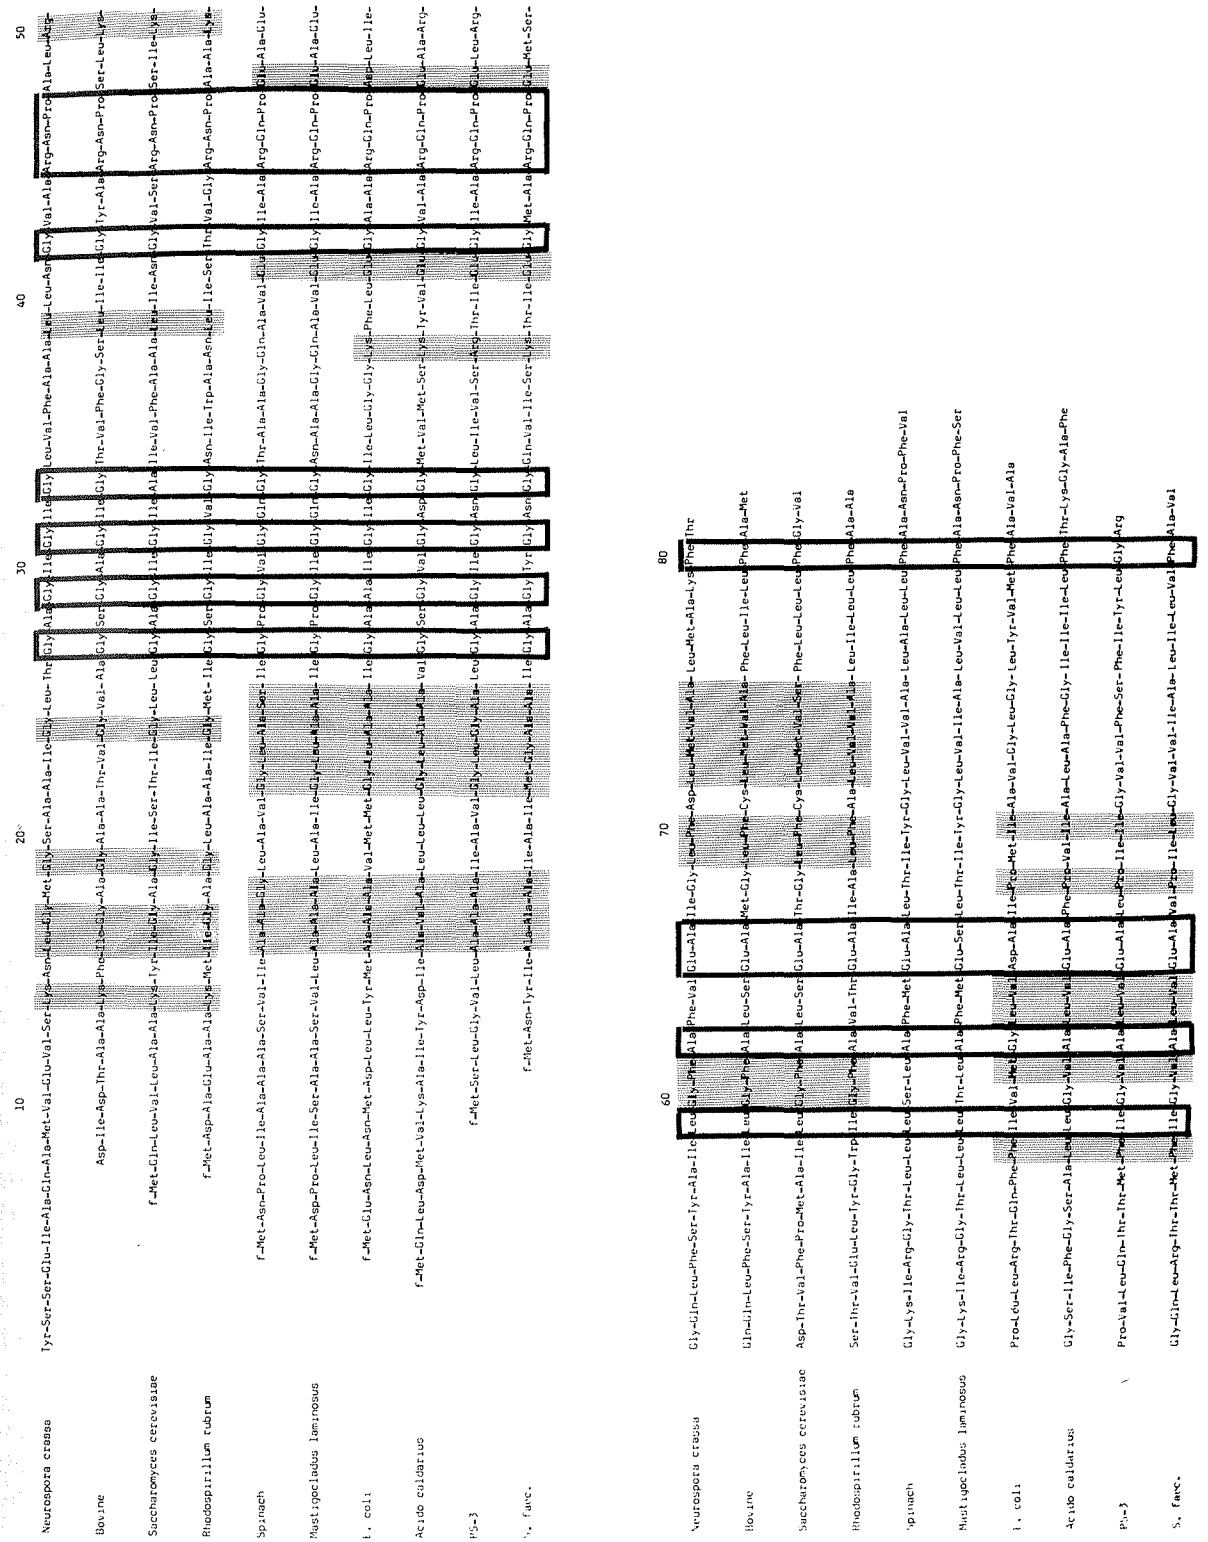 10 20 30 40 50
Neurospora crassa Tyr-Ser-Ser-Glu-Ile-Ala-Gln-Ala-Met-Val-Glu-Val-Ser-Lys-Asn-Leu-Gly-Met-Gly-Ser-Ala-Ala-Ile-Gly-Leu-Thr Gly Ala Gly Ile Gly Ile Gly Leu-Val-Phe-Ala-Ala-Leu-Leu-Asn Gly Val-Ala Arg-Asn-Pro Ala-Leu-Arg-
Bovine Asp-Ile-Asp-Thr-Ala-Ala-Lys-Phe-Ile-Gly-Ala-Gly-Ala-Ala-Thr-Val-Gly-Val-Ala Gly Ser Gly Ala Gly Ile Gly Thr-Val-Phe-Gly-Ser-Leu-Ile-Ile Gly Tyr-Ala Arg-Asn-Pro Ser-Leu-Lys-
Saccharomyces cerevisiae f-Met-Gln-Leu-Val-Leu-Ala-Ala-Lys-Tyr-Ile-Gly-Ala-Gly-Ile-Ser-Thr-Ile-Gly-Leu-Leu Gly Ala Gly Ile Gly Ile Ala Ile-Val-Phe-Ala-Ala-Leu-Ile-Asn Gly Val-Ser Arg-Asn-Pro Ser-Ile-Lys-
Rhodospirillum rubrum f-Met-Asp-Ala-Glu-Ala-Ala-Lys-Met-Ile-Gly-Ala-Gly-Leu-Ala-Ala-Ile-Gly-Met-Ile Gly Ser Gly Ile Gly Val Gly Asn-Ile-Trp-Ala-Asn-Leu-Ile-Ser Thr Val-Gly Arg-Asn-Pro Ala-Ala-Lys-
Spinach f-Met-Asn-Pro-Leu-Ile-Ala-Ala-Ser-Val-Ile-Ala-Ala-Gly-Leu-Ala-Val-Gly-Leu-Ala-Ser-Ile Gly Pro Gly Val Gly Gln Gly Thr-Ala-Ala-Gly-Gln-Ala-Val-Glu Gly Ile-Ala Arg-Gln-Pro Glu-Ala-Glu-
Mastigocladus laminosus f-Met-Asp-Pro-Leu-Ile-Ser-Ala-Ala-Ser-Val-Leu-Ala-Ala-Ala-Leu-Ala-Ile-Gly-Leu-Ala-Ala-Ile Gly Pro Gly Ile Gly Gln Gly Asn-Ala-Ala-Gly-Gln-Ala-Val-Glu Gly Ile-Ala Arg-Gln-Pro Glu-Ala-Glu-
E. coli f-Met-Glu-Asn-Leu-Asn-Met-Asp-Leu-Leu-Tyr-Met-Ala-Ala-Ala-Val-Met-Met-Gly-Leu-Ala-Ala-Ile Gly Ala Ala Ile Gly Ile Gly Ile-Leu-Gly-Gly-Lys-Phe-Leu-Glu Gly Ala-Ala Arg-Gln-Pro Asp-Leu-Ile-
Acido caldarius f-Met-Gln-Leu-Asp-Met-Val-Lys-Ala-Ile-Tyr-Asp-Ile-Ala-Val-Ala-Leu-Leu-Leu-Gly-Leu-Ala-Ala Val Gly Ser Gly Val Gly Asp Gly Met-Val-Met-Ser-Lys-Tyr-Val-Glu Gly Val-Ala Arg-Gln-Pro Glu-Ala-Arg-
PS-3 f-Met-Ser-Leu-Gly-Val-Leu-Ala-Ala-Ala-Ile-Ala-Val-Gly-Leu-Gly-Ala-Leu Gly Ala Gly Ile Gly Asn Gly Leu-Ile-Val-Ser-Arg-Thr-Ile-Glu Gly Ile-Ala Arg-Gln-Pro Glu-Leu-Arg-
S. faec. f-Met-Asn-Tyr-Ile-Ala-Ala-Ala-Ile-Ala-Ile-Met-Gly-Ala-Ala-Ile Gly Ala Gly Tyr Gly Asn Gly Gln-Val-Ile-Ser-Lys-Thr-Ile-Glu Gly Met-Ala Arg-Gln-Pro Glu-Met-Ser-
60 70 80
Neurospora crassa Gly-Gln-Leu-Phe-Ser-Tyr-Ala-Ile Leu Gly-Phe Ala Phe-Val Glu-Ala Ile-Gly-Leu-Phe-Asp-Leu-Met-Val-Ala-Leu-Met-Ala-Lys Phe Thr
Bovine Gln-Gln-Leu-Phe-Ser-Tyr-Ala-Ile Leu Gly-Phe Ala Leu-Ser Glu-Ala Met-Gly-Leu-Phe-Cys-Leu-Met-Val-Ala-Phe-Leu-Ile-Leu Phe Ala-Met
Saccharomyces cerevisiae Asp-Thr-Val-Phe-Pro-Met-Ala-Ile Leu Gly-Phe Ala Leu-Ser Glu-Ala Thr-Gly-Leu-Phe-Cys-Leu-Met-Val-Ser-Phe-Leu-Leu-Leu Phe Gly-Val
Rhodospirillum rubrum Ser-Thr-Val-Glu-Leu-Tyr-Gly-Trp Ile Gly-Phe Ala Val-Thr Glu-Ala Ile-Ala-Leu-Phe-Ala-Leu-Val-Val-Ala-Leu-Ile-Leu-Leu Phe Ala-Ala
Spinach Gly-Lys-Ile-Arg-Gly-Thr-Leu-Leu Leu Ser-Leu Ala Phe-Met Glu-Ala Leu-Thr-Ile-Tyr-Gly-Leu-Val-Val-Ala-Leu-Ala-Leu-Leu Phe Ala-Asn-Pro-Phe-Val
Mastigocladus laminosus Gly-Lys-Ile-Arg-Gly-Thr-Leu-Leu Leu Thr-Leu Ala Phe-Met Glu-Ser Leu-Thr-Ile-Tyr-Gly-Leu-Val-Ile-Ala-Leu-Val-Leu-Leu Phe Ala-Asn-Pro-Phe-Ser
E. coli Pro-Leu-Leu-Arg-Thr-Gln-Phe-Phe Ile Val-Met Gly Leu-Val Asp-Ala Ile-Pro-Met-Ile-Ala-Val-Gly-Leu-Gly-Leu-Tyr-Val-Met Phe Ala-Val-Ala
Acido caldarius Gly-Ser-Ile-Phe-Gly-Ser-Ala-Leu Leu Gly-Val Ala Leu-Val Glu-Ala Phe-Pro-Val-Ile-Ala-Leu-Ala-Phe-Gly-Ile-Ile-Ile-Leu Phe Thr-Lys-Gly-Ala-Phe
PS-3 Pro-Val-Leu-Gln-Thr-Thr-Met-Phe Ile Gly-Val Ala Leu-Val Glu-Ala Leu-Pro-Ile-Ile-Gly-Val-Val-Phe-Ser-Phe-Ile-Tyr-Leu Gly Arg
S. faec. Gly-Gln-Leu-Arg-Thr-Thr-Met-Phe Ile Gly-Val Ala Leu-Val Glu-Ala Val-Pro-Ile-Leu-Gly-Val-Val-Ile-Ala-Leu-Ile-Leu-Val Phe Ala-Val